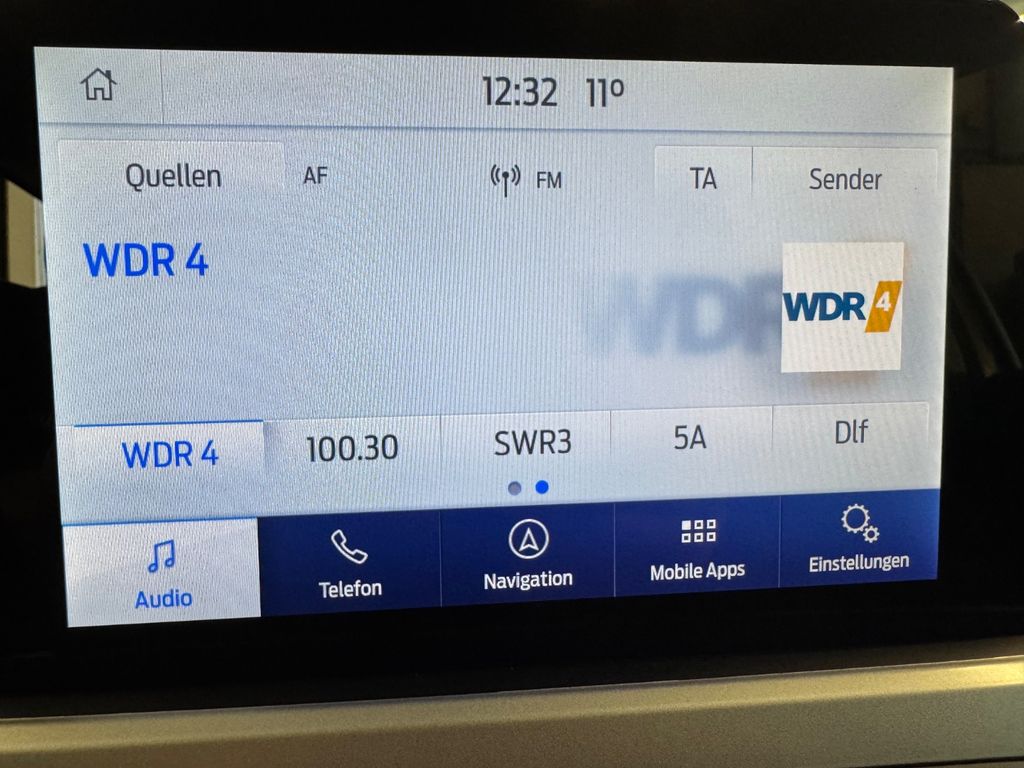 12:32 11°
Quellen AF FM TA Sender
WDR 4
WDR 4
WDR 4 100.30 SWR3 5A Dlf
Audio Telefon Navigation Mobile Apps Einstellungen